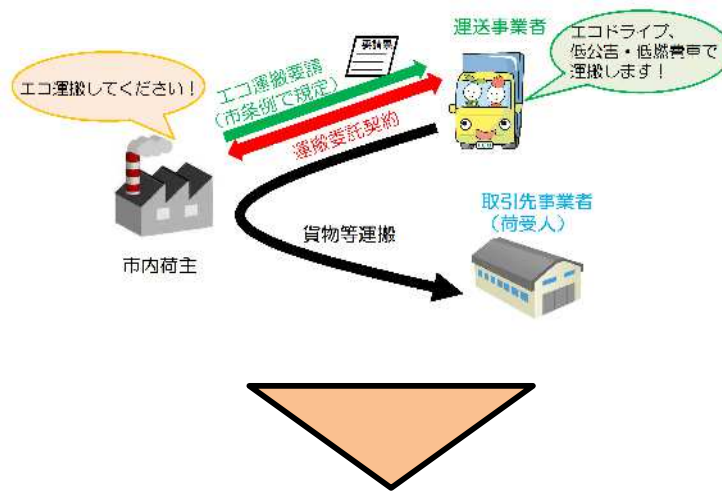 要請票
運送事業者
エコドライブ、
低公害・低燃費車で
運搬します！
エコ運搬してください！
エコ運搬要請
（市条例で規定）
運搬委託契約
取引先事業者
（荷受人）
貨物等運搬
市内荷主